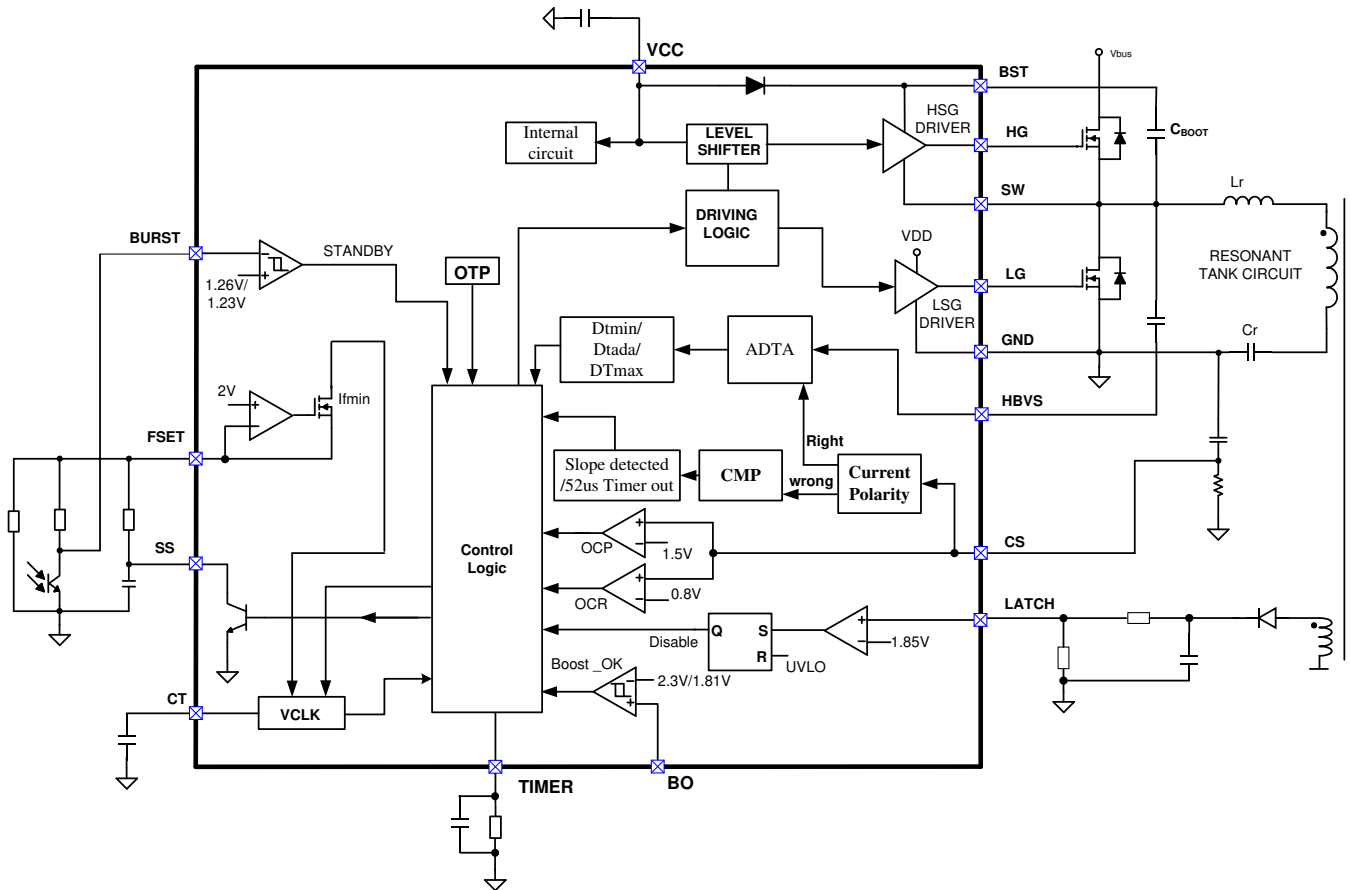 VCC
Vbus
BST
HSG
DRIVER
Internal
circuit
LEVEL
SHIFTER
HG
CBOOT
SW
Lr
DRIVING
LOGIC
BURST
STANDBY
VDD
RESONANT
TANK CIRCUIT
1.26V/
1.23V
OTP
LG
LSG
DRIVER
GND
Cr
Dtmin/
Dtada/
DTmax
ADTA
2V
Ifmin
HBVS
FSET
Right
Slope detected
/52us Timer out
CMP
wrong
Current
Polarity
SS
Control
Logic
OCP
1.5V
CS
OCR
0.8V
LATCH
Disable
Q
S
R
UVLO
1.85V
Boost _OK
2.3V/1.81V
CT
VCLK
TIMER
BO